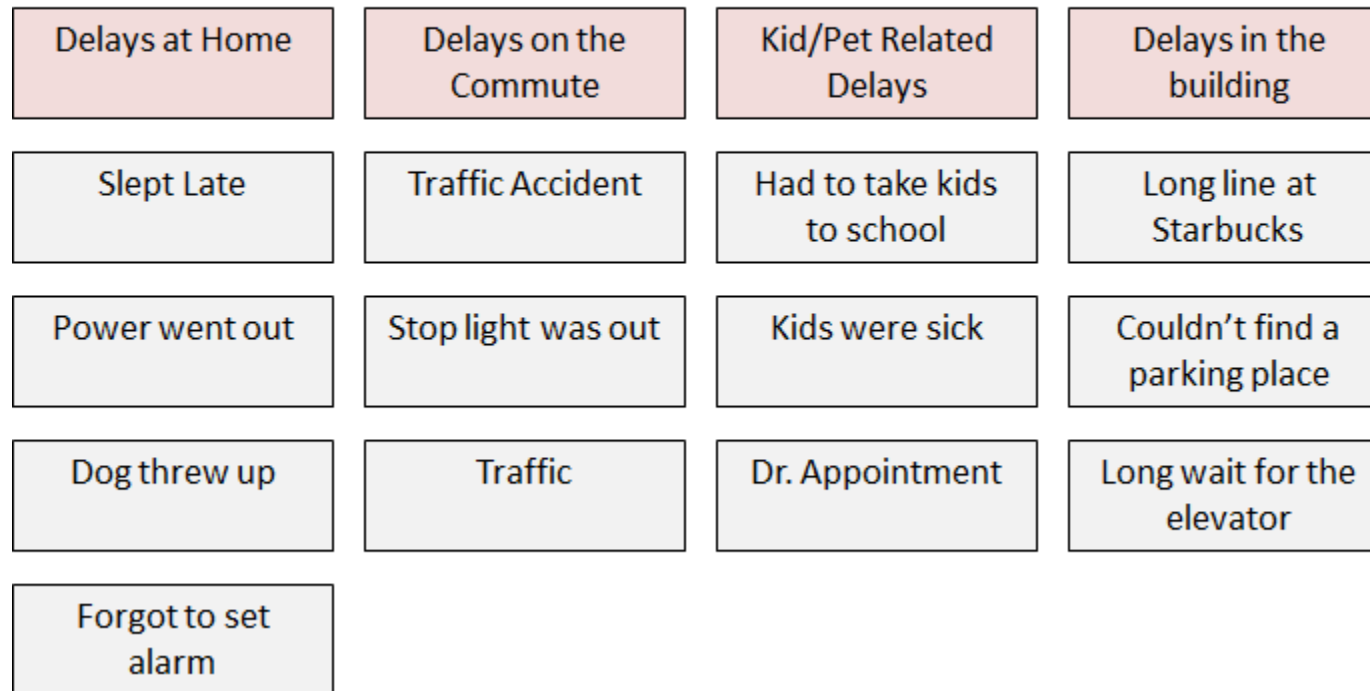 Delays at Home
Delays on the
Commute
Kid/Pet Related
Delays
Delays in the
building
Slept Late
Traffic Accident
Had to take kids
to school
Long line at
Starbucks
Power went out
Stop light was out
Kids were sick
Couldn’t find a
parking place
Dog threw up
Traffic
Dr. Appointment
Long wait for the
elevator
Forgot to set
alarm